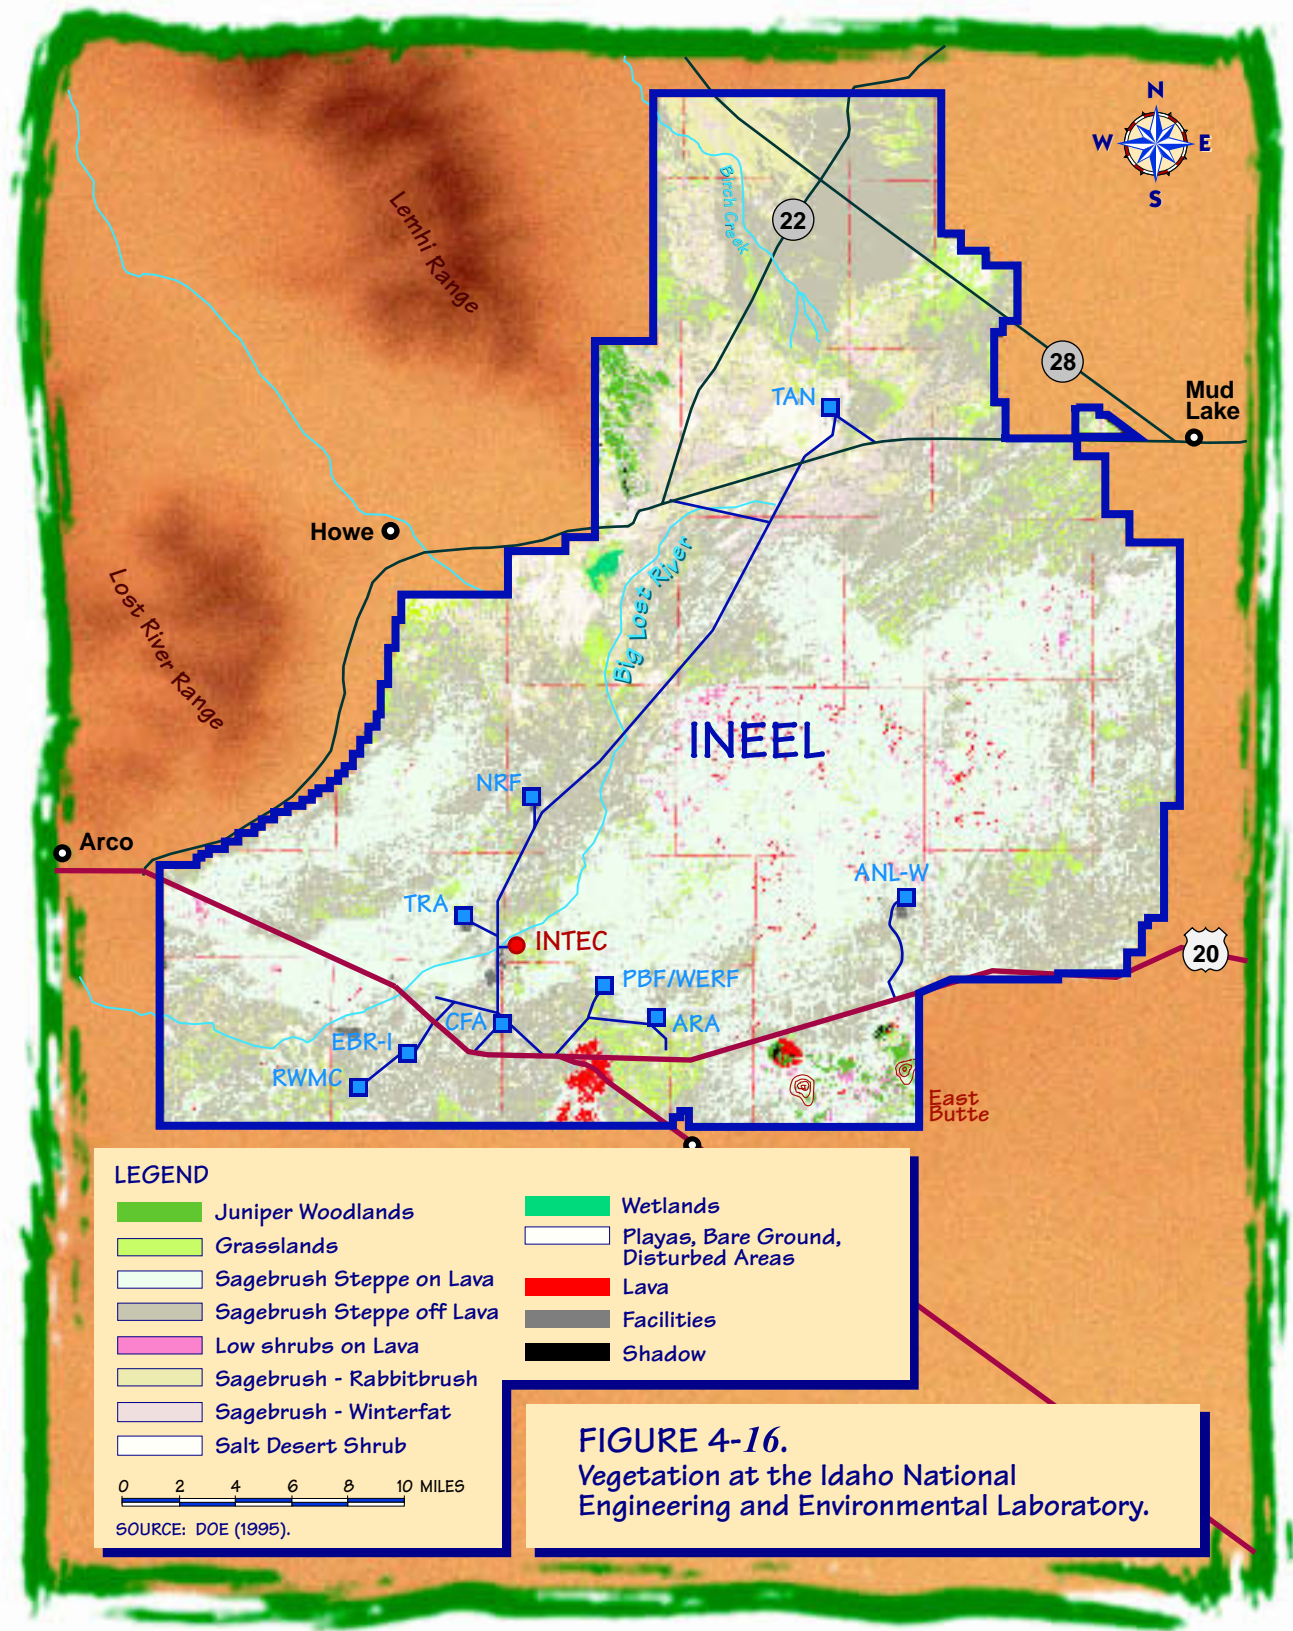 N
W
E
S
Birch Creek
22
Lemhi Range
28
TAN
Mud
Lake
Howe
Big Lost River
Lost River Range
INEEL
NRF
Arco
ANL-W
TRA
INTEC
20
PBF/WERF
CFA
ARA
EBR-I
RWMC
East
Butte
LEGEND
Juniper Woodlands
Grasslands
Sagebrush Steppe on Lava
Sagebrush Steppe off Lava
Low shrubs on Lava
Sagebrush - Rabbitbrush
Sagebrush - Winterfat
Salt Desert Shrub
Wetlands
Playas, Bare Ground,
Disturbed Areas
Lava
Facilities
Shadow
0 2 4 6 8 10 MILES
SOURCE: DOE (1995).
FIGURE 4-16.
Vegetation at the Idaho National
Engineering and Environmental Laboratory.